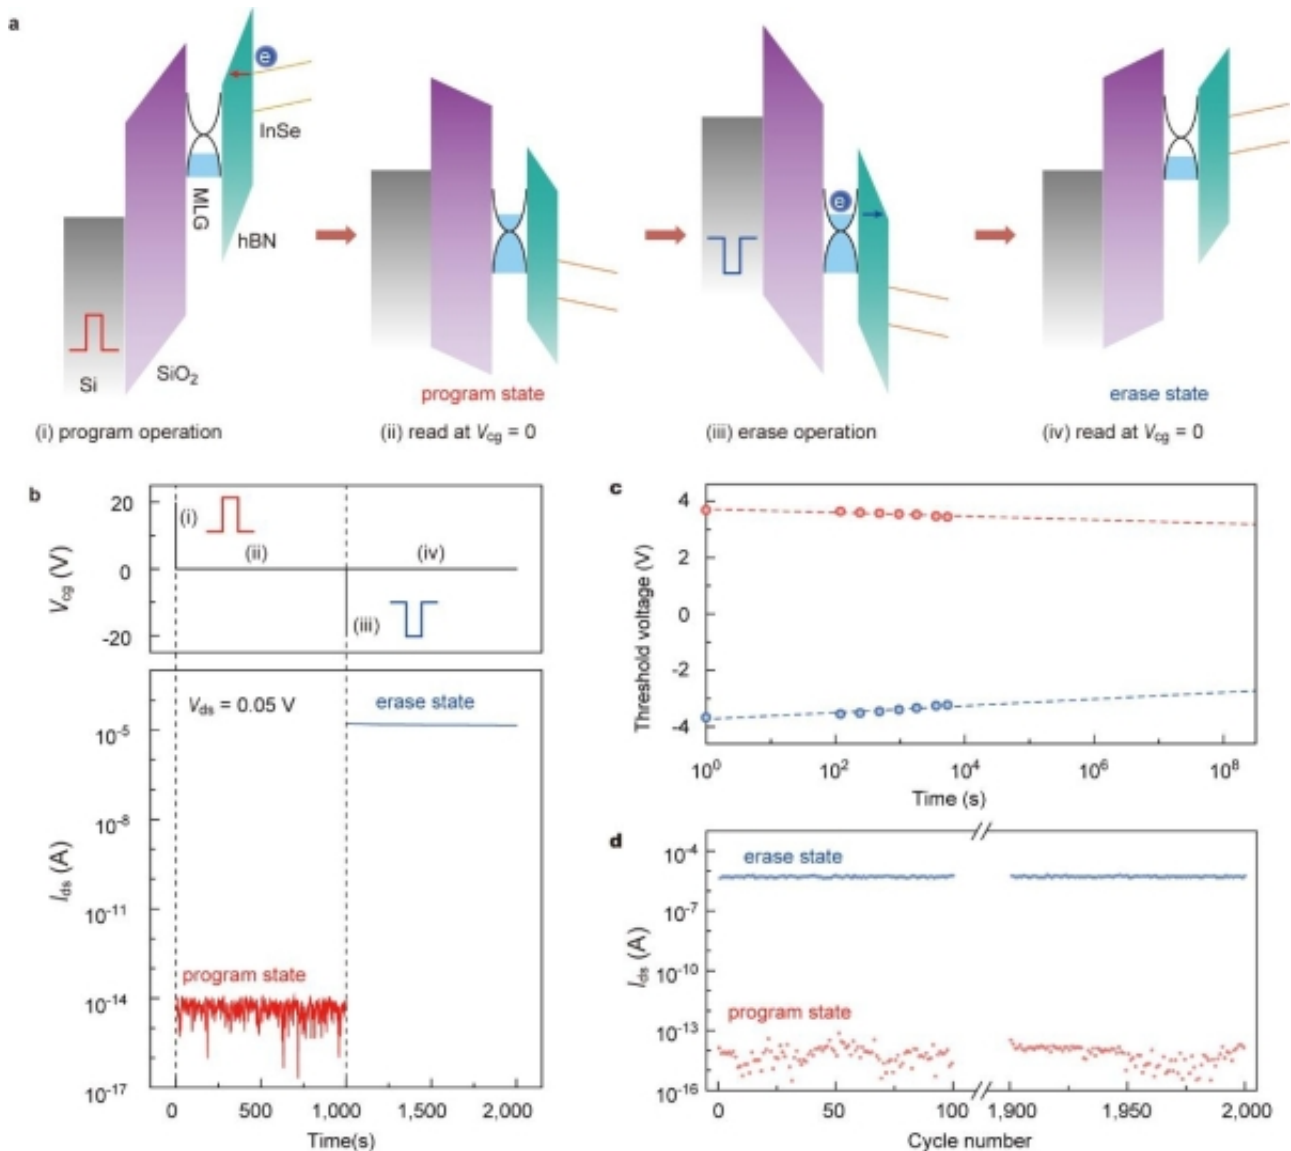 a
e
InSe
MLG
hBN
SiO2
Si
(i) program operation
program state
(ii) read at Vcg = 0
e
(iii) erase operation
erase state
(iv) read at Vcg = 0
b
Vcg (V)
20
0
-20
(i)
(ii)
(iii)
(iv)
Vds = 0.05 V
erase state
program state
Ids (A)
10-5
10-8
10-11
10-14
10-17
0 500 1,000 1,500 2,000
Time(s)
c
Threshold voltage (V)
4
2
0
-2
-4
10⁰ 10² 10⁴ 10⁶ 10⁸
Time (s)
d
Ids (A)
10-4
10-7
10-10
10-13
10-16
erase state
program state
0 50 100 1,900 1,950 2,000
Cycle number